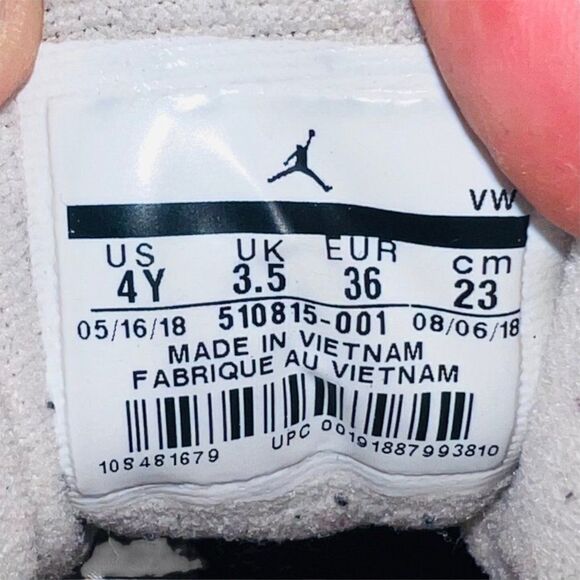 VW
US UK EUR cm
4Y 3.5 36 23
05/16/18 510815-001 08/06/18
MADE IN VIETNAM
FABRIQUE AU VIETNAM
108481679 UPC 00191887993810